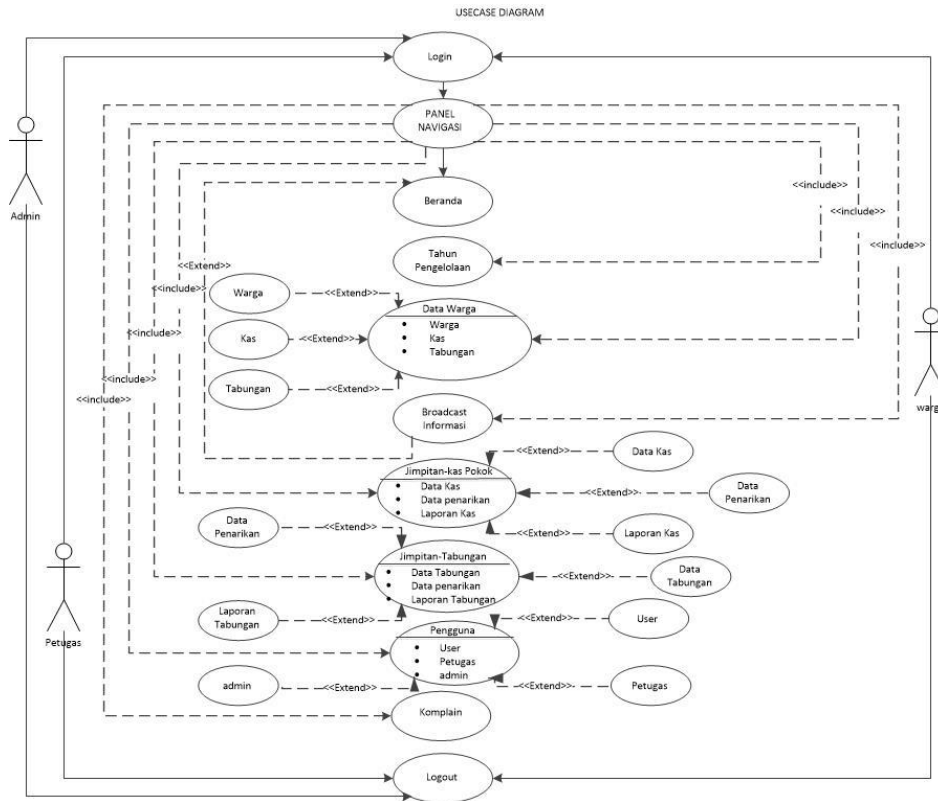 USECASE DIAGRAM
Login
PANEL
NAVIGASI
Beranda
<<include>>
<<include>>
<<include>>
Admin
Tahun
Pengelolaan
<<Extend>>
<<include>>
Warga
<<Extend>>
Data Warga
Warga
Kas
Tabungan
Kas
<<Extend>>
<<include>>
Tabungan
<<Extend>>
<<include>>
<<include>>
warga
Broadcast
Informasi
<<Extend>>
Data Kas
Jimpitan-kas Pokok
Data Kas
Data penarikan
Laporan Kas
<<Extend>>
Data
Penarikan
Data
Penarikan
<<Extend>>
<<Extend>>
Laporan Kas
Jimpitan-Tabungan
Data Tabungan
Data penarikan
Laporan Tabungan
<<Extend>>
Data
Tabungan
Laporan
Tabungan
<<Extend>>
<<Extend>>
User
Petugas
Pengguna
User
Petugas
admin
admin
<<Extend>>
<<Extend>>
Petugas
Komplain
Logout